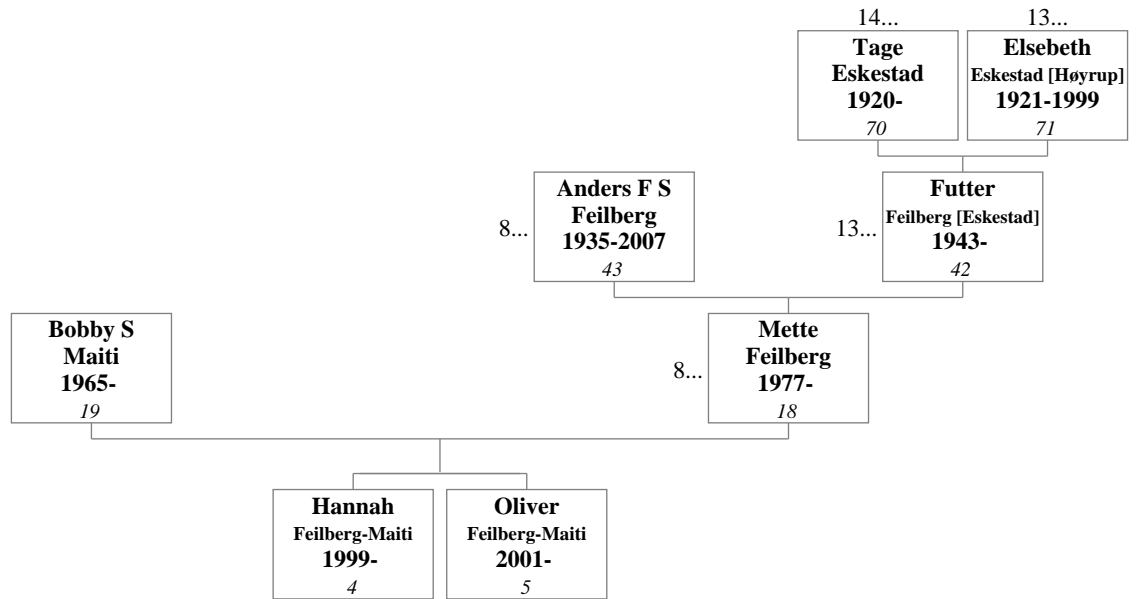 14...
13...
Tage
Eskestad
1920-
70
Elsebeth
Eskestad [Høyrup]
1921-1999
71
8...
Anders F S
Feilberg
1935-2007
43
13...
Futter
Feilberg [Eskestad]
1943-
42
Bobby S
Maiti
1965-
19
8...
Mette
Feilberg
1977-
18
Hannah
Feilberg-Maiti
1999-
4
Oliver
Feilberg-Maiti
2001-
5